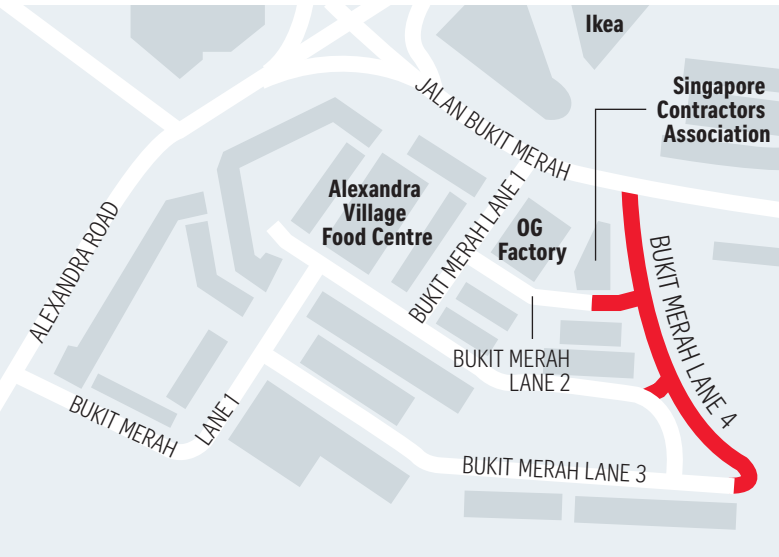 Ikea
Singapore
Contractors
Association
JALAN BUKIT MERAH
Alexandra
Village
Food Centre
BUKIT MERAH LANE 1
OG
Factory
ALEXANDRA ROAD
BUKIT MERAH LANE 4
BUKIT MERAH
LANE 2
BUKIT MERAH
LANE 1
BUKIT MERAH LANE 3